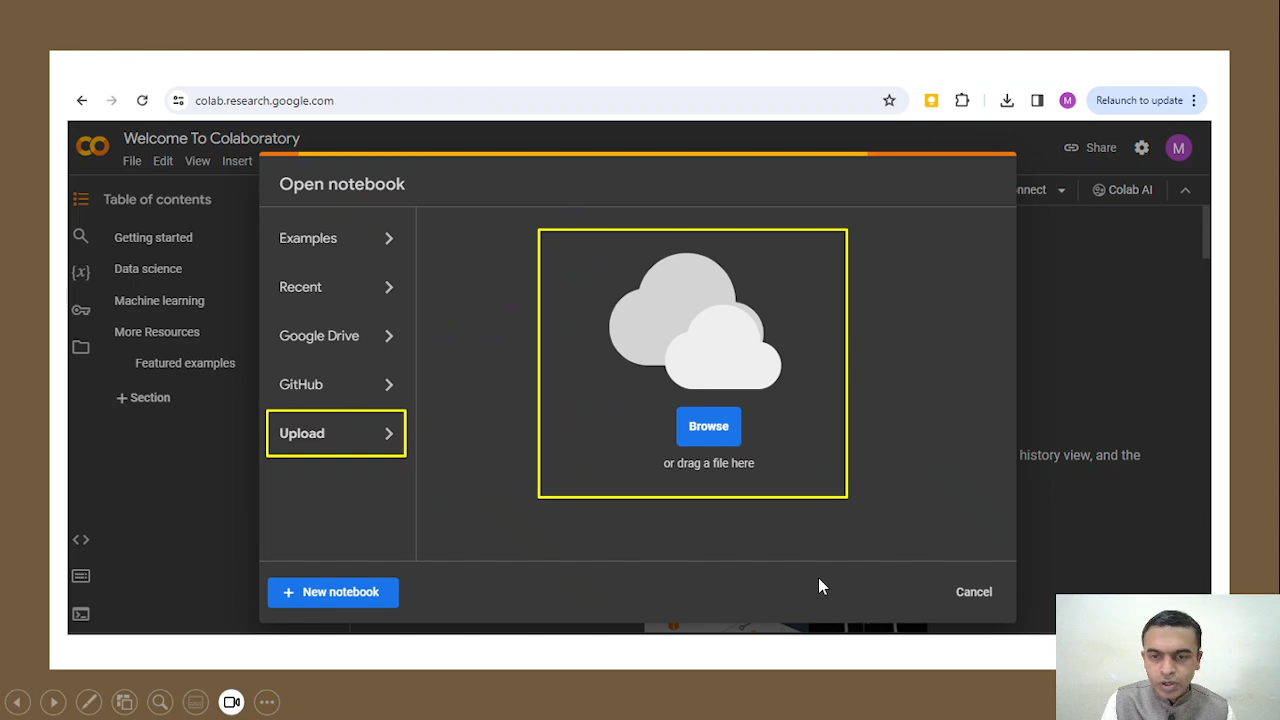 colab.research.google.com
M
Relaunch to update
Welcome To Colaboratory
File Edit View Insert
Share
M
Open notebook
Table of contents
Colab AI
Getting started
Data science
Machine learning
More Resources
Featured examples
+ Section
Examples
Recent
Google Drive
GitHub
Upload
Browse
or drag a file here
history view, and the
+ New notebook
Cancel